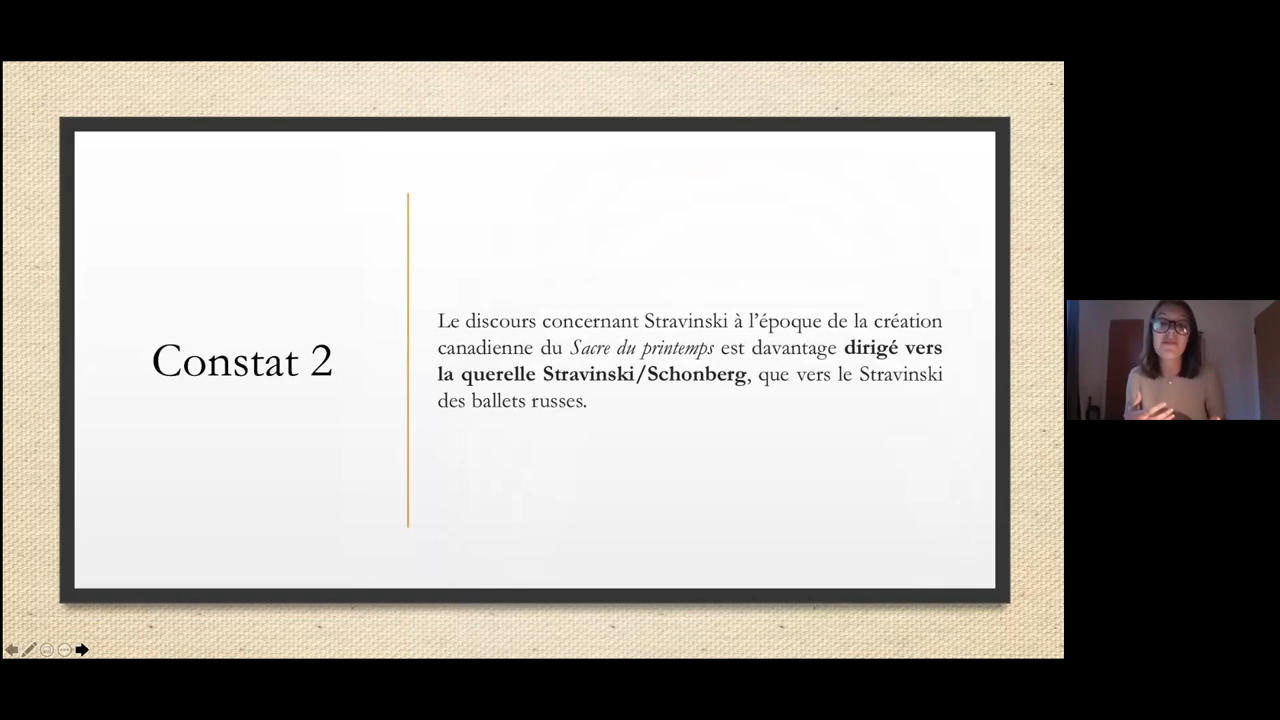 Constat 2
Le discours concernant Stravinski à l’époque de la création
canadienne du Sacre du printemps est davantage dirigé vers
la querelle Stravinski/Schonberg, que vers le Stravinski
des ballets russes.